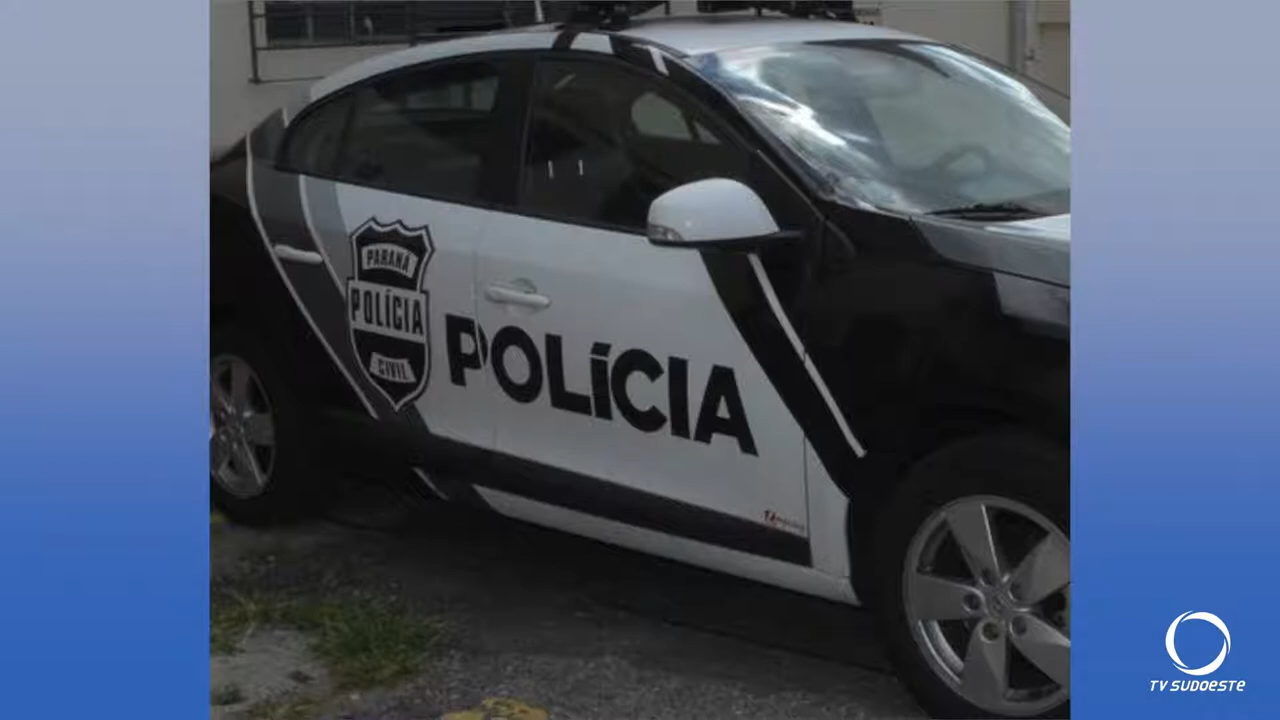 PARANÁ
POLÍCIA
CIVIL
POLÍCIA
TV SUDOESTE